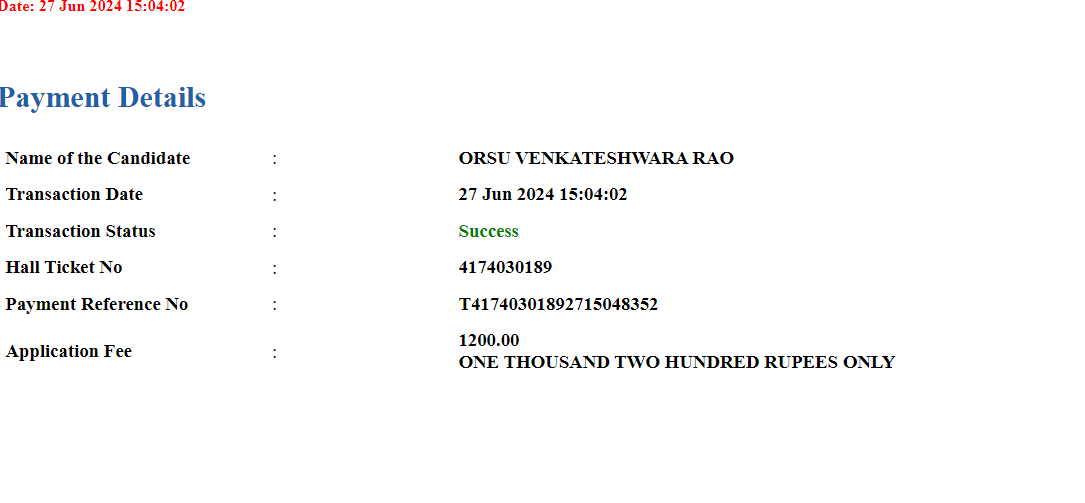 Date: 27 Jun 2024 15:04:02
Payment Details
Name of the Candidate : ORSU VENKATESHWARA RAO
Transaction Date : 27 Jun 2024 15:04:02
Transaction Status : Success
Hall Ticket No : 4174030189
Payment Reference No : T41740301892715048352
Application Fee : 1200.00
ONE THOUSAND TWO HUNDRED RUPEES ONLY